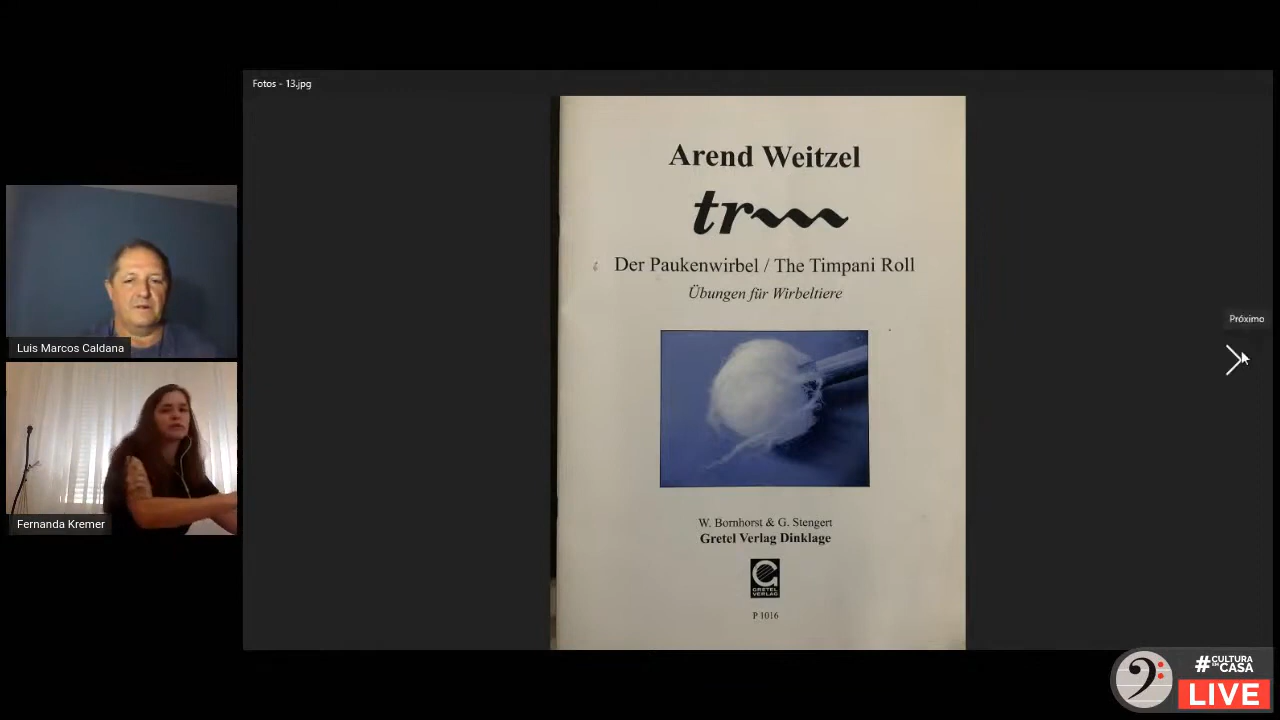 Fotos - 13.jpg
Arend Weitzel
tr
Der Paukenwirbel / The Timpani Roll
Übungen für Wirbeltiere
Próximo
Luis Marcos Caldana
Fernanda Kremer
W. Bornhorst & G. Stengert
Gretel Verlag Dinklage
G
GRETEL
VERLAG
P 1016
#CULTURA
EM
CASA
LIVE